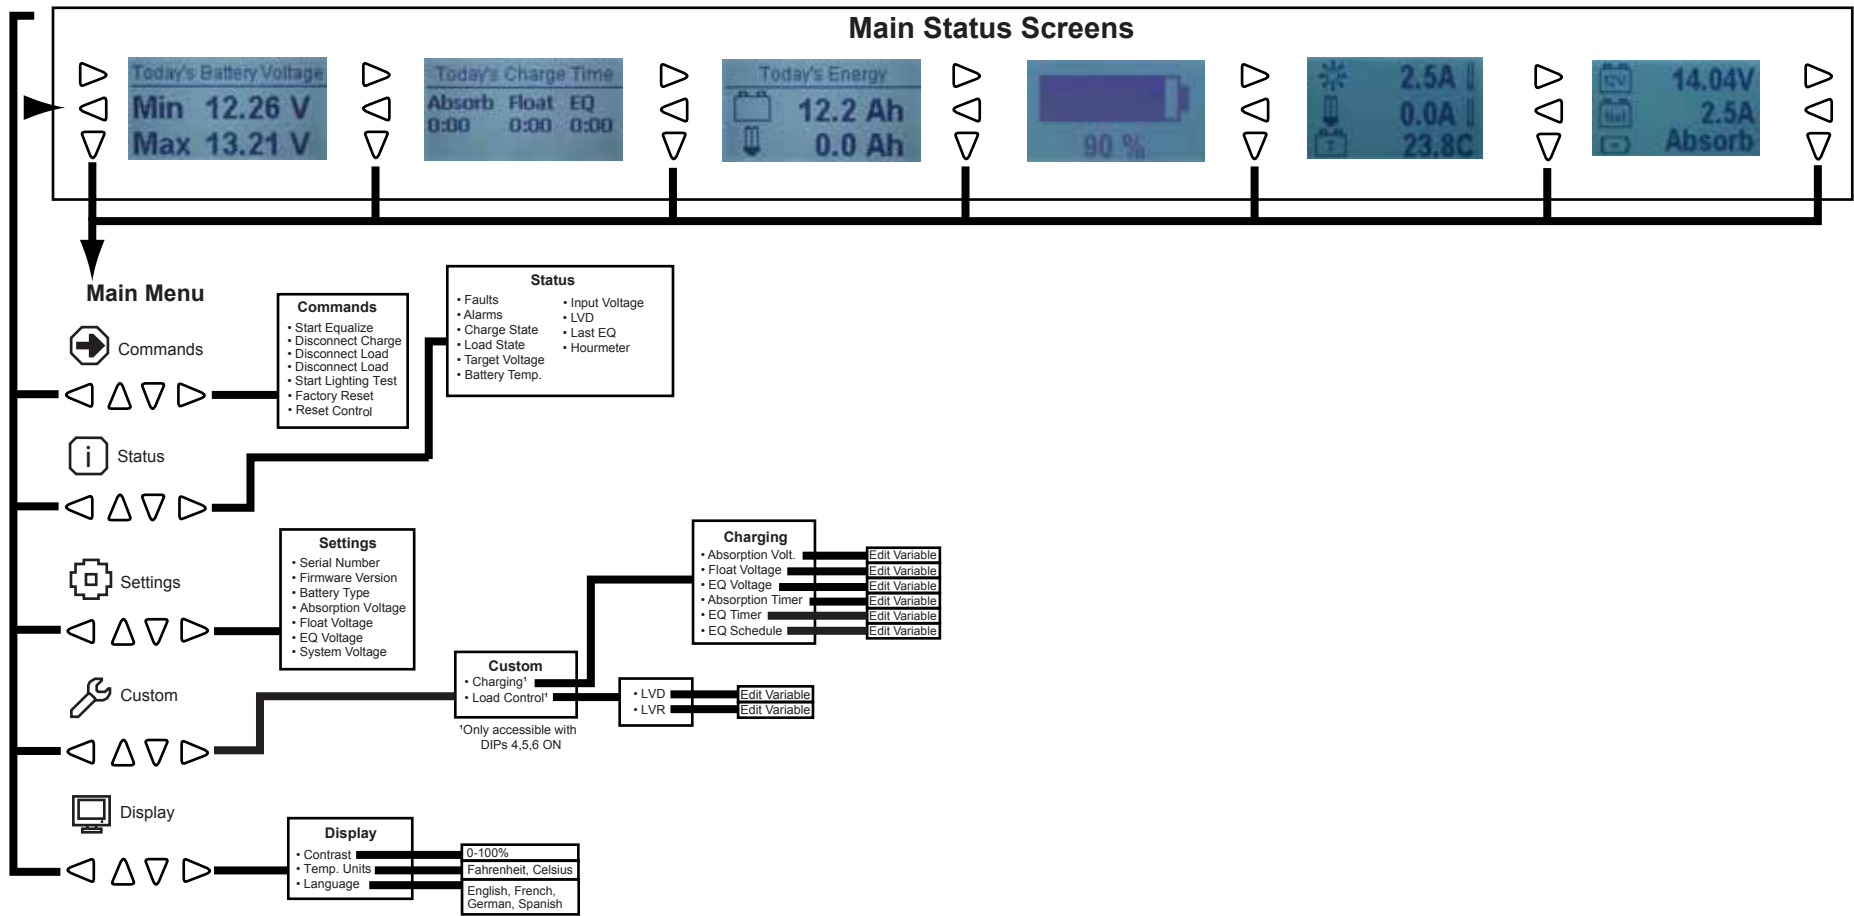 Main Status Screens
Today's Battery Voltage
Min 12.26 V
Max 13.21 V
Today's Charge Time
Absorb Float EQ
0:00 0:00 0:00
Today's Energy
12.2 Ah
0.0 Ah
90 %
2.5A
0.0A
23.8C
12V 14.04V
2.5A
Absorb
Main Menu
Commands
Commands
• Start Equalize
• Disconnect Charge
• Disconnect Load
• Disconnect Load
• Start Lighting Test
• Factory Reset
• Reset Control
Status
• Faults
• Alarms
• Charge State
• Load State
• Target Voltage
• Battery Temp.
• Input Voltage
• LVD
• Last EQ
• Hourmeter
i Status
Settings
Settings
• Serial Number
• Firmware Version
• Battery Type
• Absorption Voltage
• Float Voltage
• EQ Voltage
• System Voltage
Custom
Custom
• Charging†
• Load Control†
†Only accessible with
DIPs 4,5,6 ON
Charging
• Absorption Volt. Edit Variable
• Float Voltage Edit Variable
• EQ Voltage Edit Variable
• Absorption Timer Edit Variable
• EQ Timer Edit Variable
• EQ Schedule Edit Variable
• LVD Edit Variable
• LVR Edit Variable
Display
Display
• Contrast 0-100%
• Temp. Units Fahrenheit, Celsius
• Language English, French,
German, Spanish